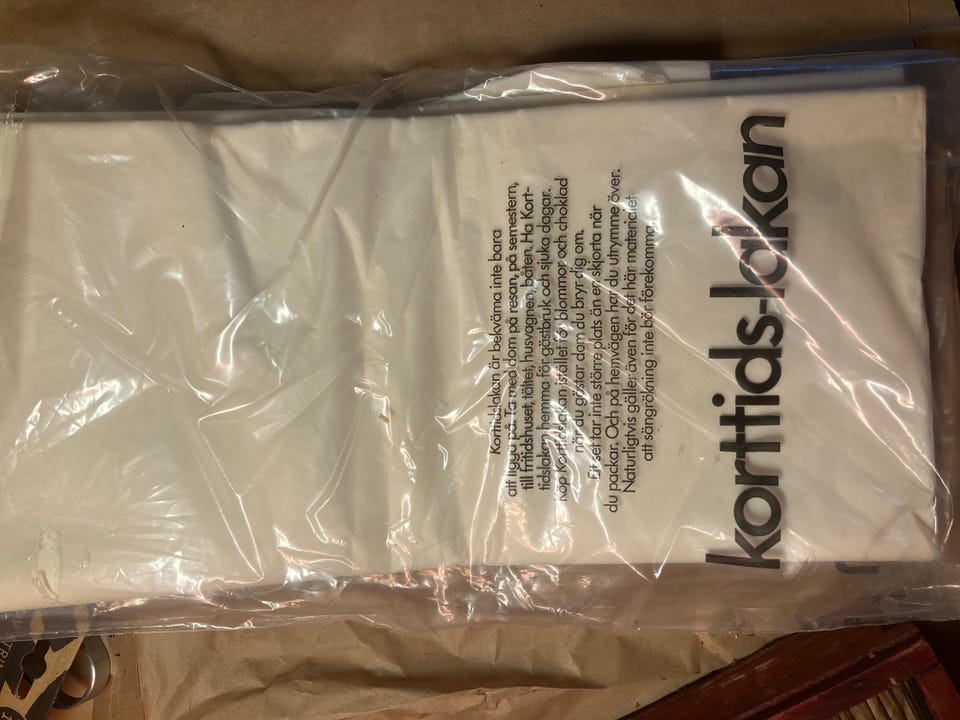 Korttidslakan är bekväma inte bara
att ligga på. Ta med dom på resan, på semestern,
till fritidshuset, tältet, husvagnen, båten. Ha Kort-
tidslakan hemma för gästbruk och sjuka dagar.
Köp Korttidslakan istället för blommor och choklad
när du gästar dom du bryr dig om.
Ett set tar inte större plats än en skjorta när
du packar. Och på hemvägen har du utrymme över.
Naturligtvis gäller även för det här materialet
att sängrökning inte bör förekomma.
korttids-lakan